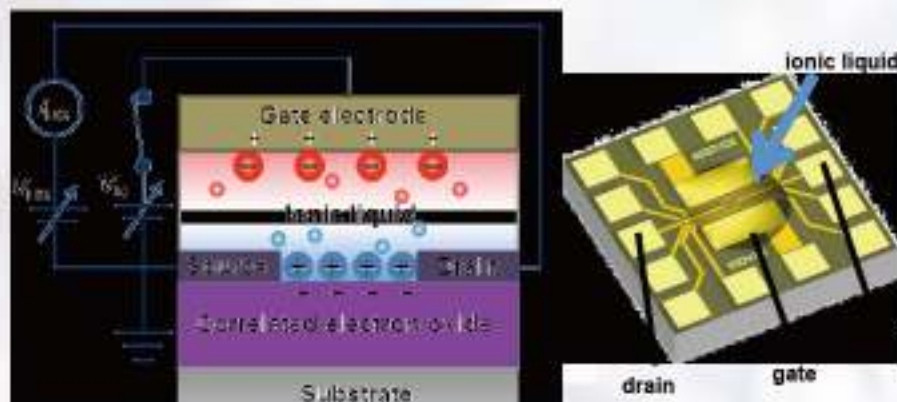 Gate electrode
Ionic liquid
Source
Drain
Correlated electron oxide
Substrate
ionic liquid
drain
gate